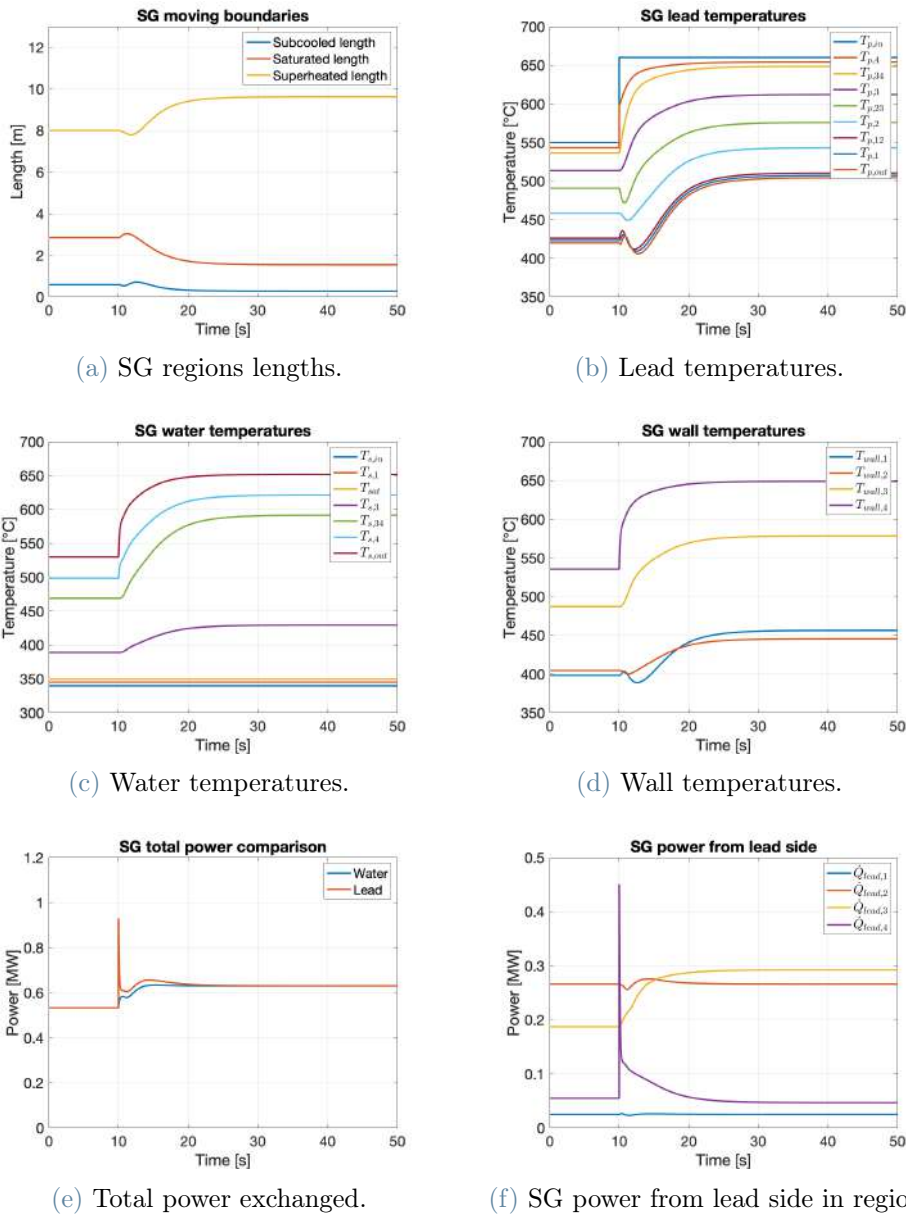 SG moving boundaries
Subcooled length
Saturated length
Superheated length
12
10
8
6
4
2
0
Length [m]
0 10 20 30 40 50
Time [s]
(a) SG regions lengths.
SG lead temperatures
T_{p,in}
T_{p,4}
T_{p,34}
T_{p,3}
T_{p,23}
T_{p,2}
T_{p,12}
T_{p,1}
T_{p,out}
700
650
600
550
500
450
400
350
Temperature [°C]
0 10 20 30 40 50
Time [s]
(b) Lead temperatures.
SG water temperatures
T_{s,in}
T_{s,1}
T_{sat}
T_{s,3}
T_{s,34}
T_{s,4}
T_{s,out}
700
650
600
550
500
450
400
350
300
Temperature [°C]
0 10 20 30 40 50
Time [s]
(c) Water temperatures.
SG wall temperatures
T_{wall,1}
T_{wall,2}
T_{wall,3}
T_{wall,4}
700
650
600
550
500
450
400
350
Temperature [°C]
0 10 20 30 40 50
Time [s]
(d) Wall temperatures.
SG total power comparison
Water
Lead
1.2
1
0.8
0.6
0.4
0.2
0
Power [MW]
0 10 20 30 40 50
Time [s]
(e) Total power exchanged.
SG power from lead side
Q̇_{lead,1}
Q̇_{lead,2}
Q̇_{lead,3}
Q̇_{lead,4}
0.5
0.4
0.3
0.2
0.1
0
Power [MW]
0 10 20 30 40 50
Time [s]
(f) SG power from lead side in regio